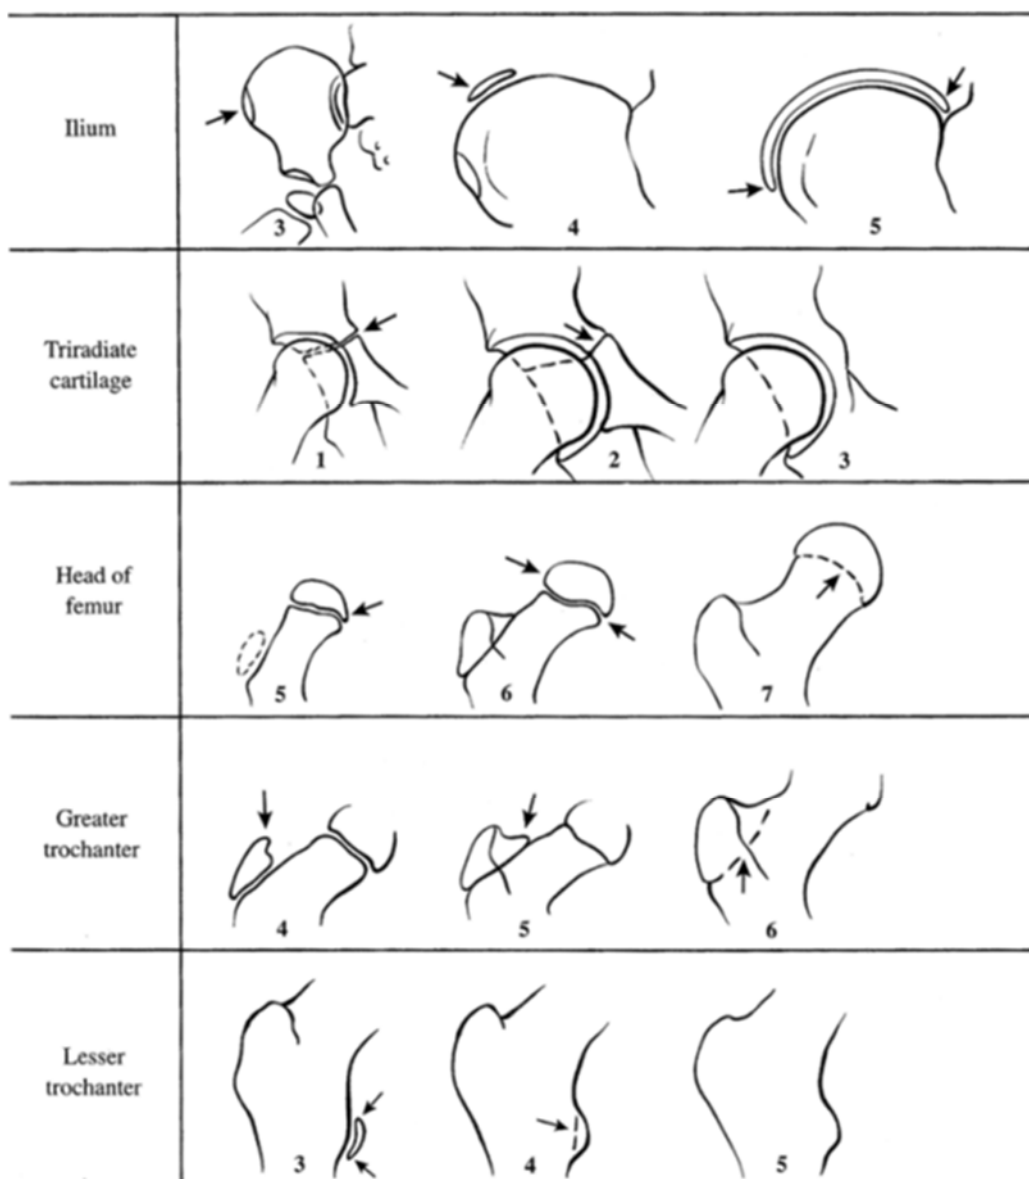 Ilium
3
4
5
Triradiate
cartilage
1
2
3
Head of
femur
5
6
7
Greater
trochanter
4
5
6
Lesser
trochanter
3
4
5